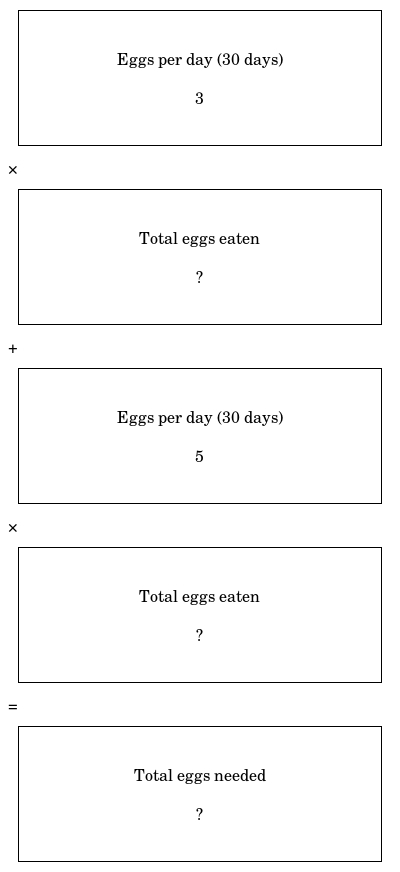 Eggs per day (30 days)
3
×
Total eggs eaten
?
+
Eggs per day (30 days)
5
×
Total eggs eaten
?
=
Total eggs needed
?